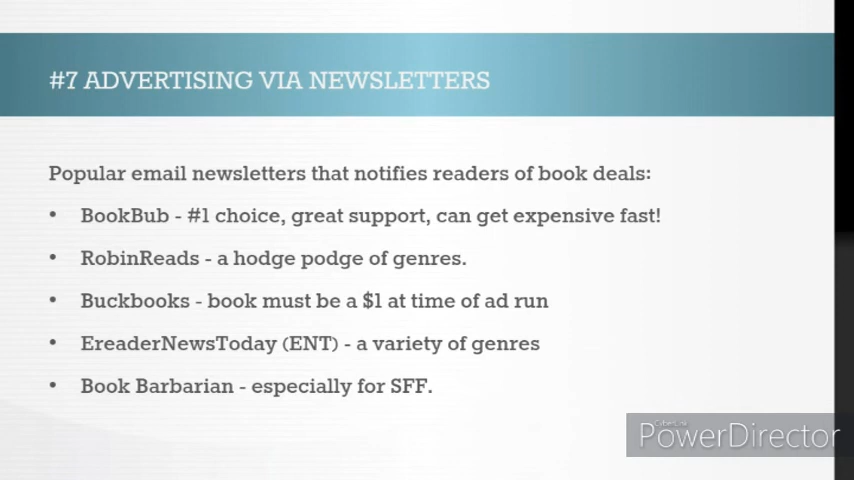 #7 ADVERTISING VIA NEWSLETTERS
Popular email newsletters that notifies readers of book deals:
• BookBub - #1 choice, great support, can get expensive fast!
• RobinReads - a hodge podge of genres.
• Buckbooks - book must be a $1 at time of ad run
• EreaderNewsToday (ENT) - a variety of genres
• Book Barbarian - especially for SFF.
CyberLink
PowerDirector